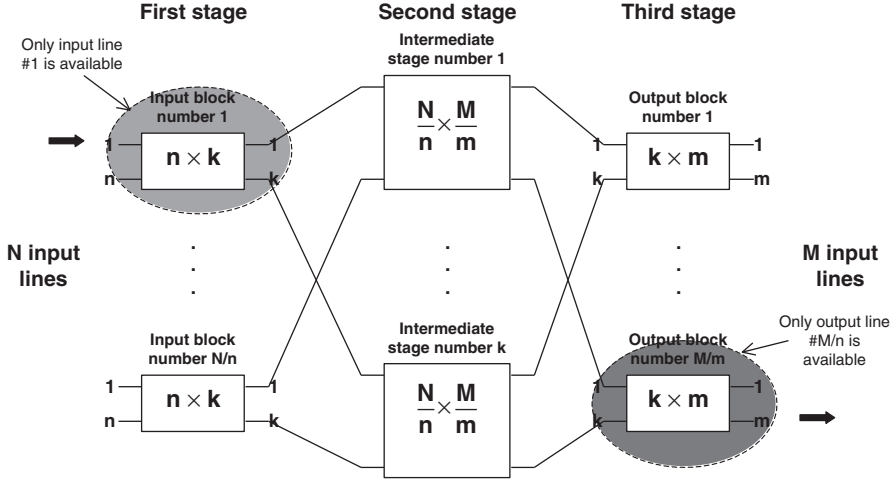 First stage
Second stage
Third stage
Only input line
#1 is available
Input block
number 1
1
n
n × k
1
k
Intermediate
stage number 1
N/n × M/m
Output block
number 1
1
k
k × m
1
m
N input
lines
.
.
.
.
.
.
.
.
.
M input
lines
Only output line
#M/n is
available
Input block
number N/n
1
n
n × k
1
k
Intermediate
stage number k
N/n × M/m
Output block
number M/m
1
k
k × m
1
m